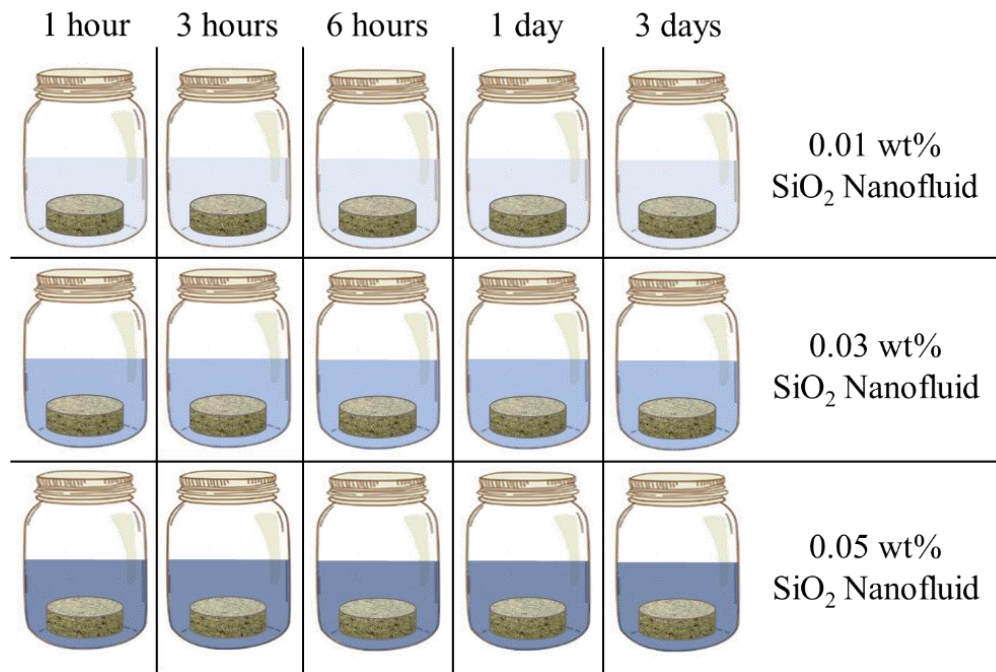 1 hour 3 hours 6 hours 1 day 3 days
0.01 wt%
SiO₂ Nanofluid
0.03 wt%
SiO₂ Nanofluid
0.05 wt%
SiO₂ Nanofluid